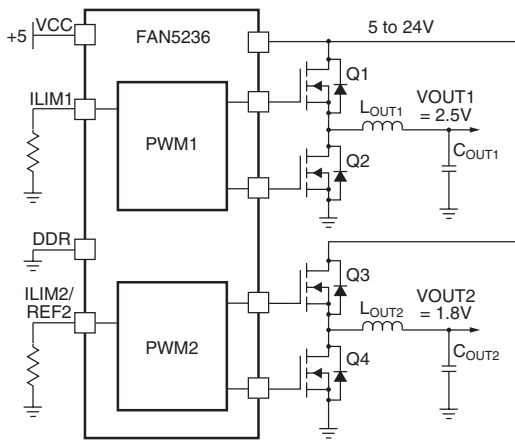 VCC
+5
FAN5236
5 to 24V
Q1
ILIM1
PWM1
LOUT1
VOUT1
= 2.5V
COUT1
Q2
DDR
Q3
ILIM2/
REF2
PWM2
LOUT2
VOUT2
= 1.8V
COUT2
Q4